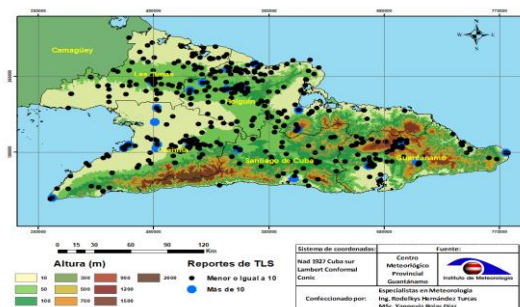 Camagüey
Las Tunas
Holguín
Granma
Santiago de Cuba
Guantánamo
0 15 30 60 90 120
Km
Altura (m)
10 300 900 2000
50 500 1200
100 700 1500
Reportes de TLS
Menor o igual a 10
Más de 10
Sistema de coordenadas:
Nad 1927 Cuba sur
Lambert Conformal
Conic
Fuente:
Centro
Meteorológico
Provincial
Guantánamo
Instituto de Meteorología
Confeccionado por:
Especialistas en Meteorología
Ing. Rodelkys Hernández Turcas